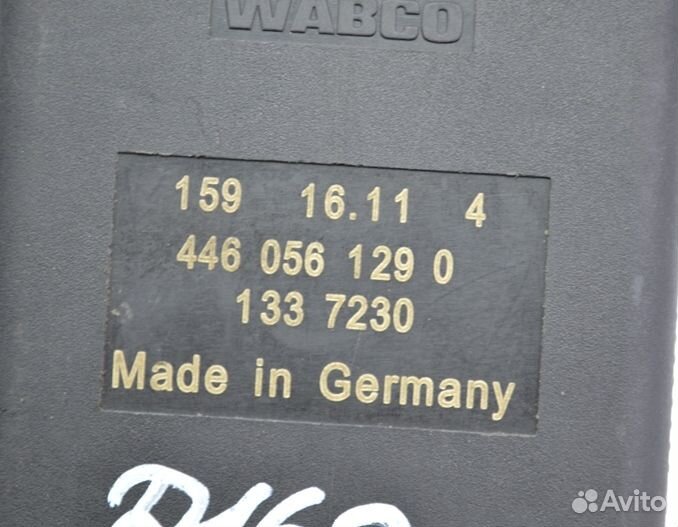 WABCO
159 16.11 4
446 056 129 0
133 7230
Made in Germany
Avito